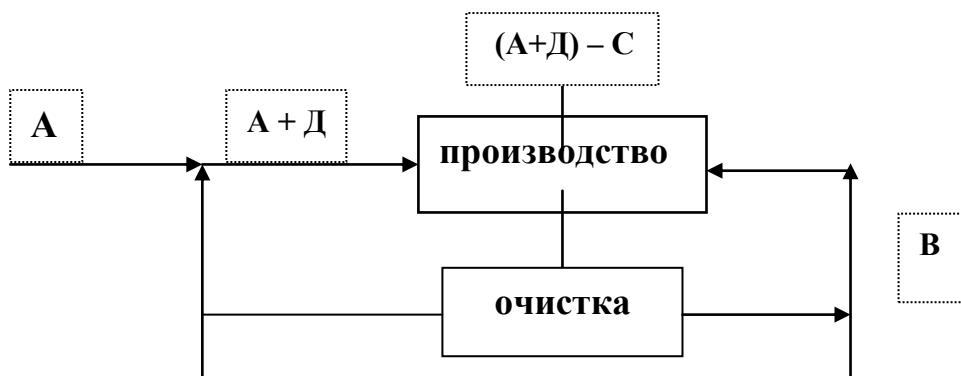 (А+Д) – С
А
А + Д
производство
В
очистка